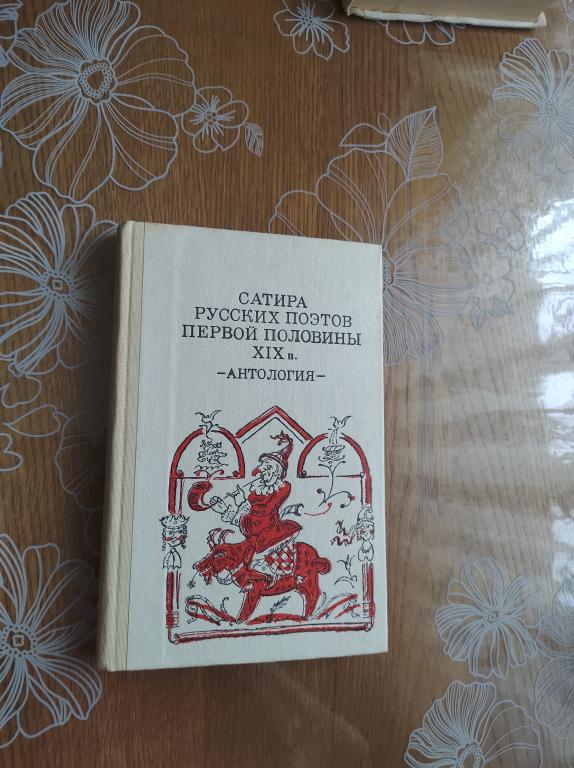 САТИРА
РУССКИХ ПОЭТОВ
ПЕРВОЙ ПОЛОВИНЫ
XIX в.
-АНТОЛОГИЯ-